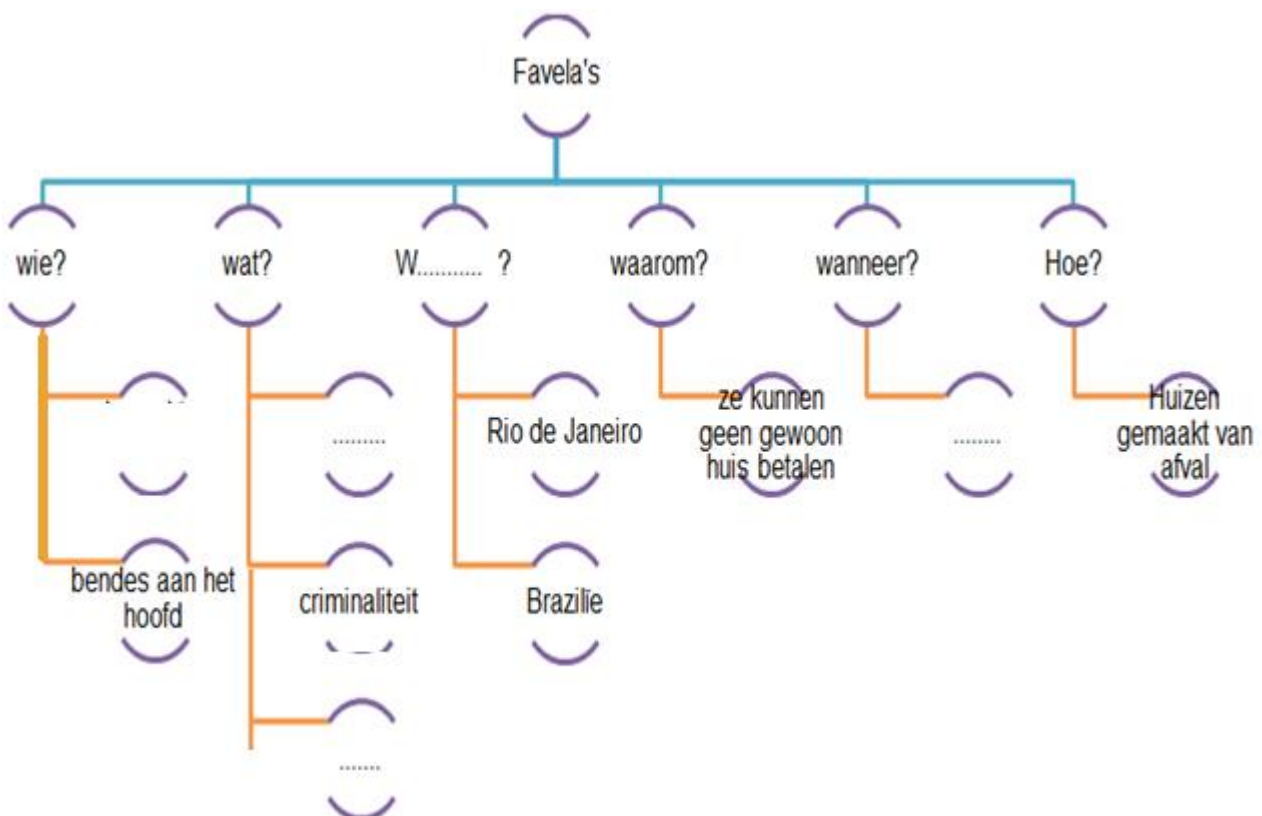 Favela's
wie?
wat?
W........... ?
waarom?
wanneer?
Hoe?
.........
Rio de Janeiro
ze kunnen
geen gewoon
huis betalen
........
Huizen
gemaakt van
afval
bendes aan het
hoofd
criminaliteit
Brazilïe
.......